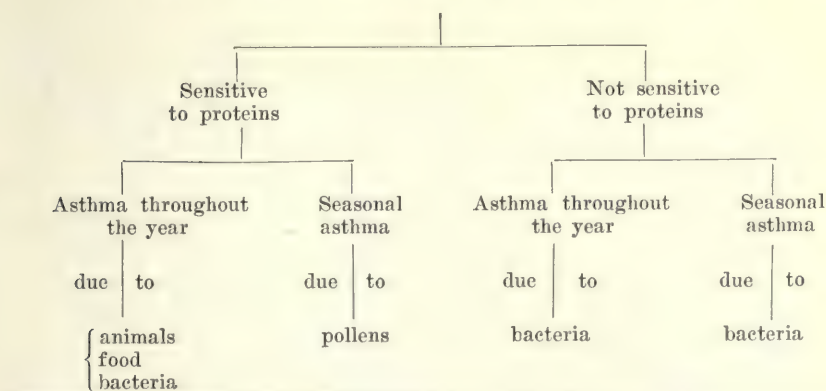 Sensitive
to proteins
Not sensitive
to proteins
Asthma throughout
the year
Seasonal
asthma
Asthma throughout
the year
Seasonal
asthma
due to
due to
due to
due to
animals
food
bacteria
pollens
bacteria
bacteria